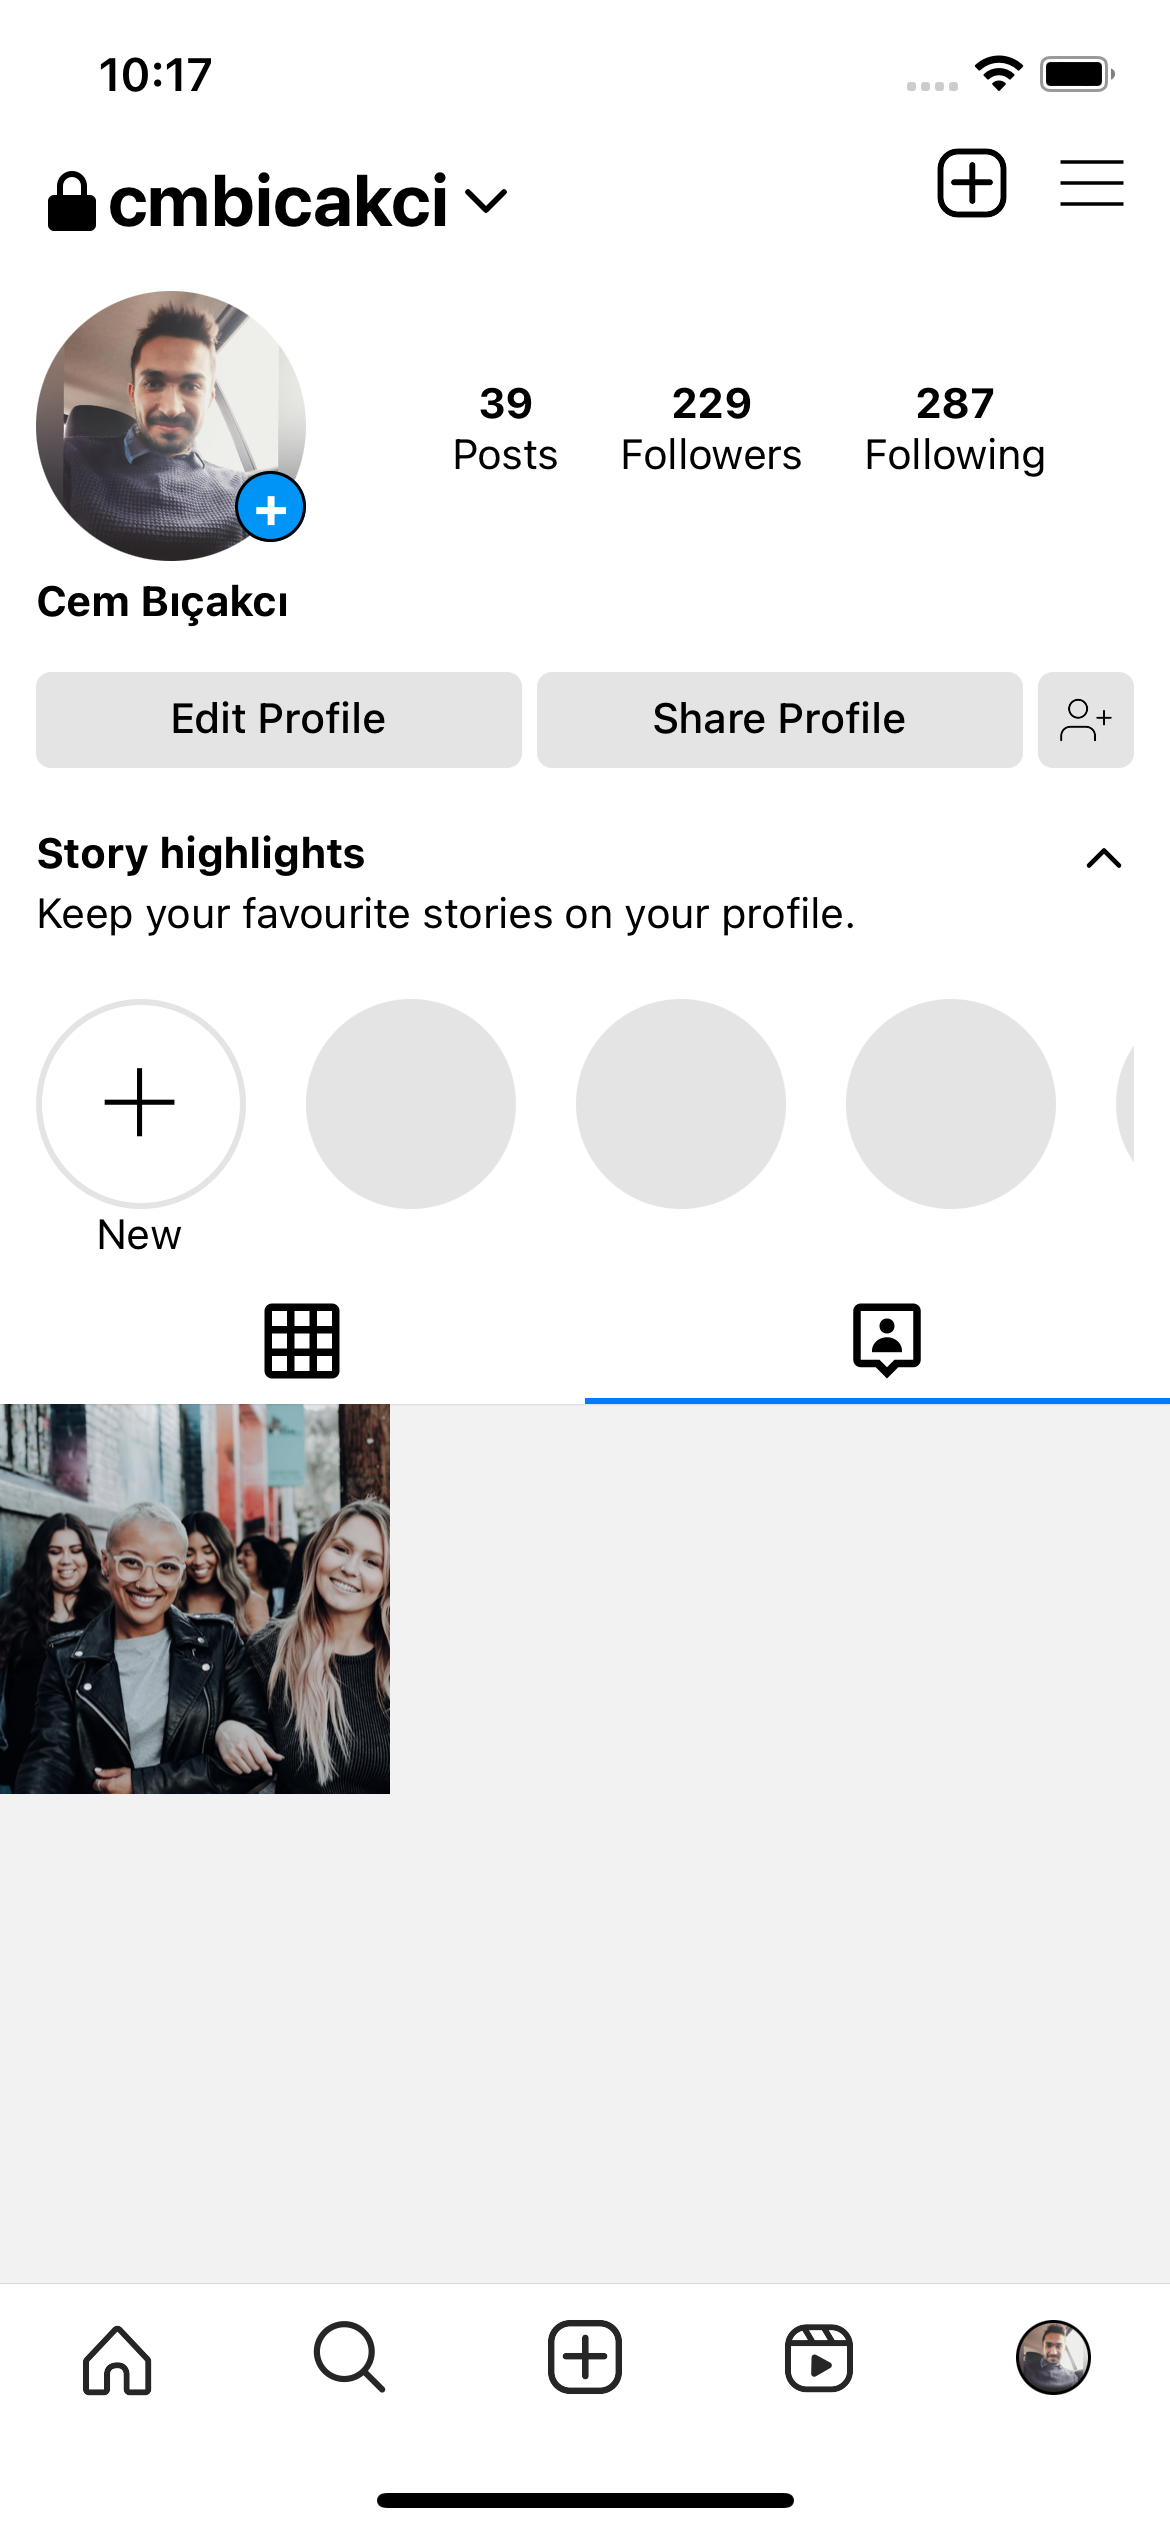 10:17
cmbicakci
39 229 287
Posts Followers Following
Cem Bıçakcı
Edit Profile Share Profile
Story highlights
Keep your favourite stories on your profile.
New